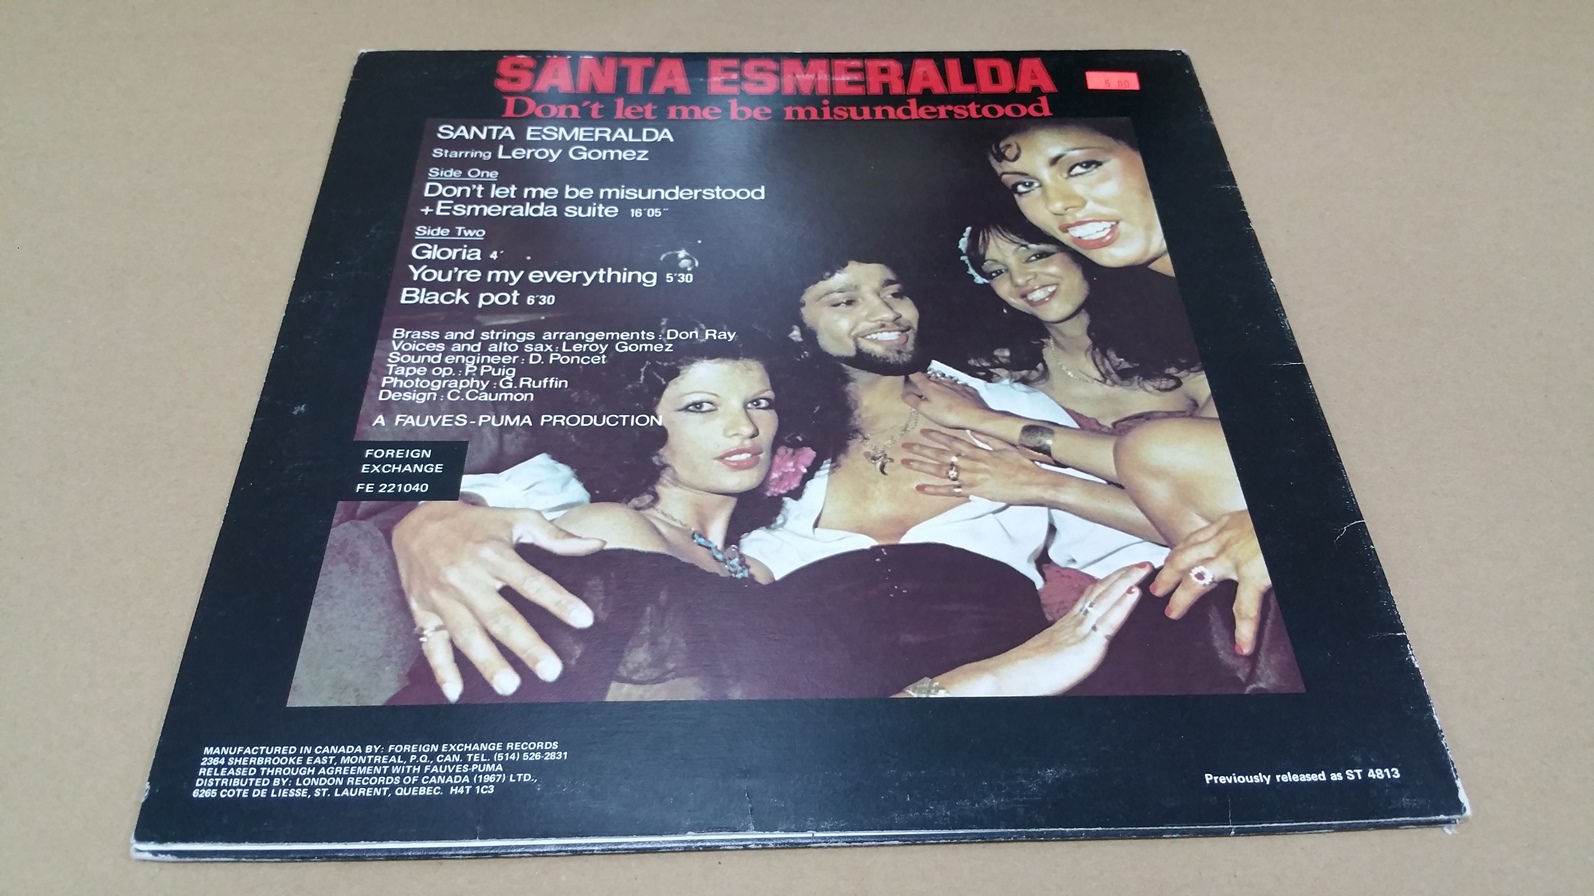 SANTA ESMERALDA
Don't let me be misunderstood
SANTA ESMERALDA
Starring Leroy Gomez
Side One
Don't let me be misunderstood
+Esmeralda suite 16'05"
Side Two
Gloria 4'
You're my everything 5'30
Black pot 6'30
Brass and strings arrangements: Don Ray
Voices and alto sax: Leroy Gomez
Sound engineer: D. Poncet
Tape op.: P. Puig
Photography: G. Ruffin
Design: C. Caumon
A FAUVES-PUMA PRODUCTION
FOREIGN
EXCHANGE
FE 221040
MANUFACTURED IN CANADA BY: FOREIGN EXCHANGE RECORDS
2364 SHERBROOKE EAST, MONTREAL, P.Q., CAN. TEL. (514) 526-2831
RELEASED THROUGH AGREEMENT WITH FAUVES-PUMA
DISTRIBUTED BY: LONDON RECORDS OF CANADA (1967) LTD.,
6265 COTE DE LIESSE, ST. LAURENT, QUEBEC. H4T 1C3
Previously released as ST 4813